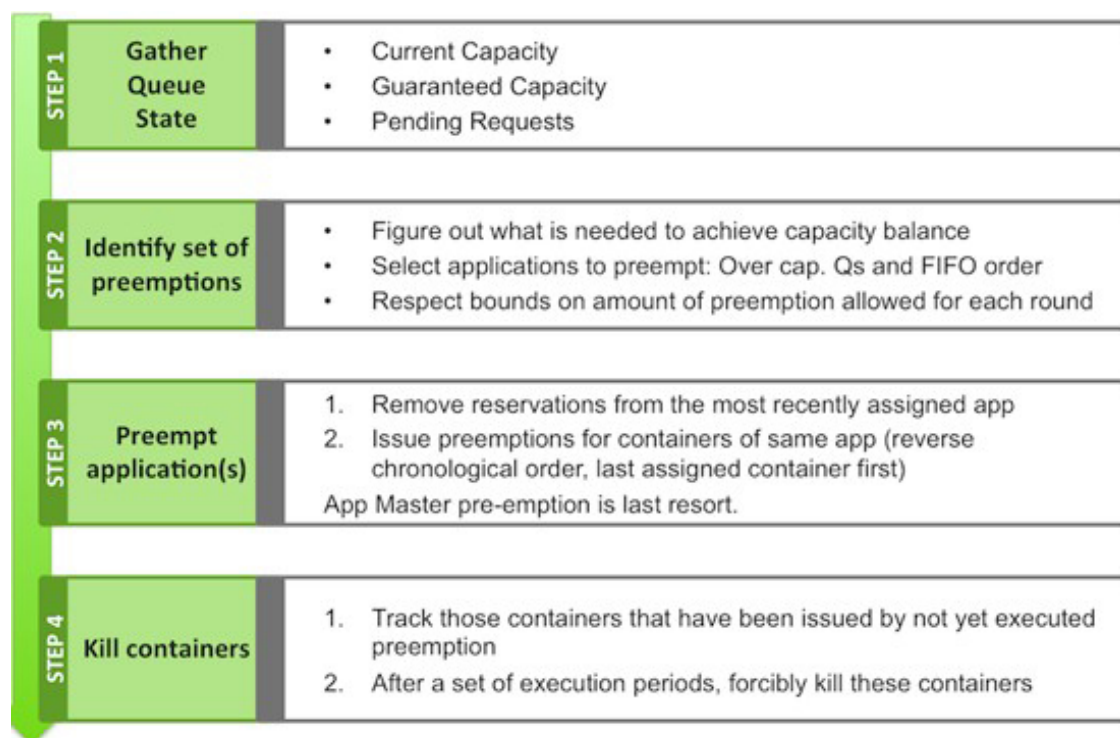 STEP 1
Gather
Queue
State
• Current Capacity
• Guaranteed Capacity
• Pending Requests
STEP 2
Identify set of
preemptions
• Figure out what is needed to achieve capacity balance
• Select applications to preempt: Over cap. Qs and FIFO order
• Respect bounds on amount of preemption allowed for each round
STEP 3
Preempt
application(s)
1. Remove reservations from the most recently assigned app
2. Issue preemptions for containers of same app (reverse
chronological order, last assigned container first)
App Master pre-emption is last resort.
STEP 4
Kill containers
1. Track those containers that have been issued by not yet executed
preemption
2. After a set of execution periods, forcibly kill these containers